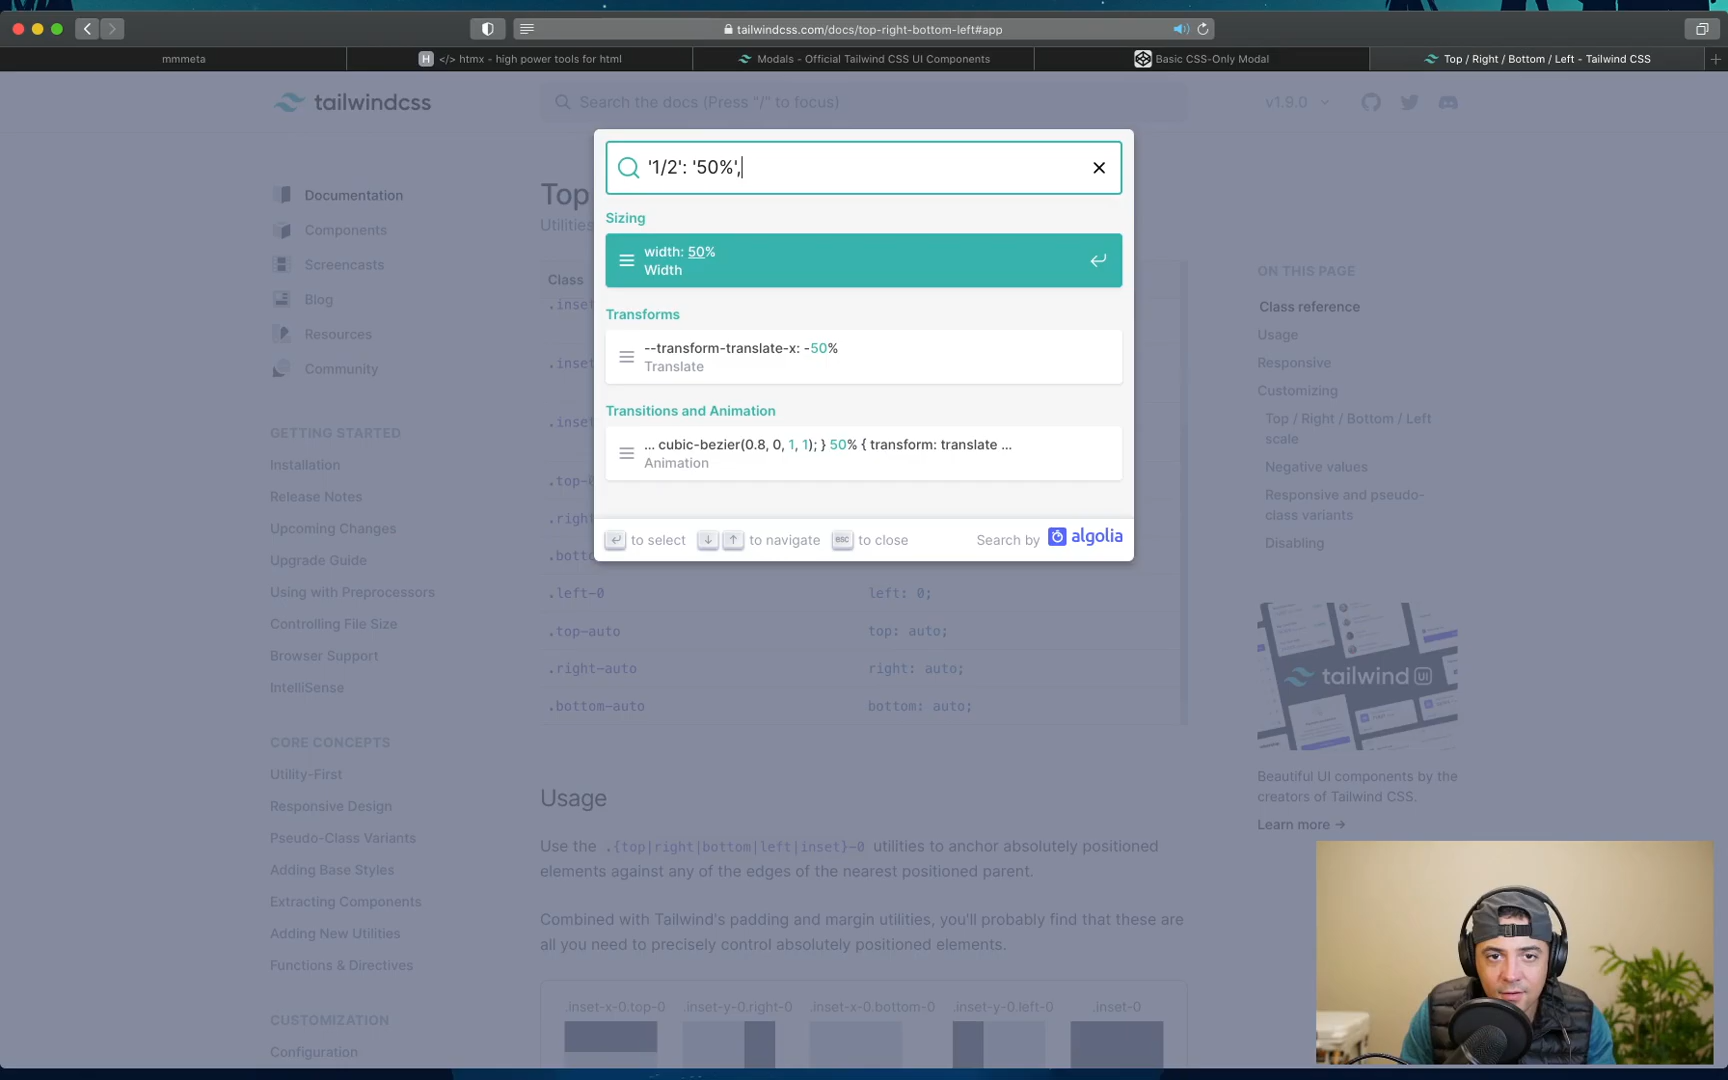 tailwindcss.com/docs/top-right-bottom-left#app
mmmeta
H </> htmx - high power tools for html
Modals - Official Tailwind CSS UI Components
Basic CSS-Only Modal
Top / Right / Bottom / Left - Tailwind CSS
tailwindcss
Search the docs (Press "/" to focus)
v1.9.0
'1/2': '50%',
Sizing
width: 50%
Width
Transforms
--transform-translate-x: -50%
Translate
Transitions and Animation
... cubic-bezier(0.8, 0, 1, 1); } 50% { transform: translate ...
Animation
to select
to navigate
esc to close
Search by algolia
Documentation
Components
Screencasts
Blog
Resources
Community
GETTING STARTED
Installation
Release Notes
Upcoming Changes
Upgrade Guide
Using with Preprocessors
Controlling File Size
Browser Support
IntelliSense
CORE CONCEPTS
Utility-First
Responsive Design
Pseudo-Class Variants
Adding Base Styles
Extracting Components
Adding New Utilities
Functions & Directives
CUSTOMIZATION
Configuration
Top
Utilities
Class
.inset
.inset
.inset
.top-
.right
.bott
.left-0 left: 0;
.top-auto top: auto;
.right-auto right: auto;
.bottom-auto bottom: auto;
Usage
Use the .{top|right|bottom|left|inset}-0 utilities to anchor absolutely positioned
elements against any of the edges of the nearest positioned parent.
Combined with Tailwind's padding and margin utilities, you'll probably find that these are
all you need to precisely control absolutely positioned elements.
.inset-x-0.top-0 .inset-y-0.right-0 .inset-x-0.bottom-0 .inset-y-0.left-0 .inset-0
ON THIS PAGE
Class reference
Usage
Responsive
Customizing
Top / Right / Bottom / Left
scale
Negative values
Responsive and pseudo-
class variants
Disabling
tailwind UI
Beautiful UI components by the
creators of Tailwind CSS.
Learn more →